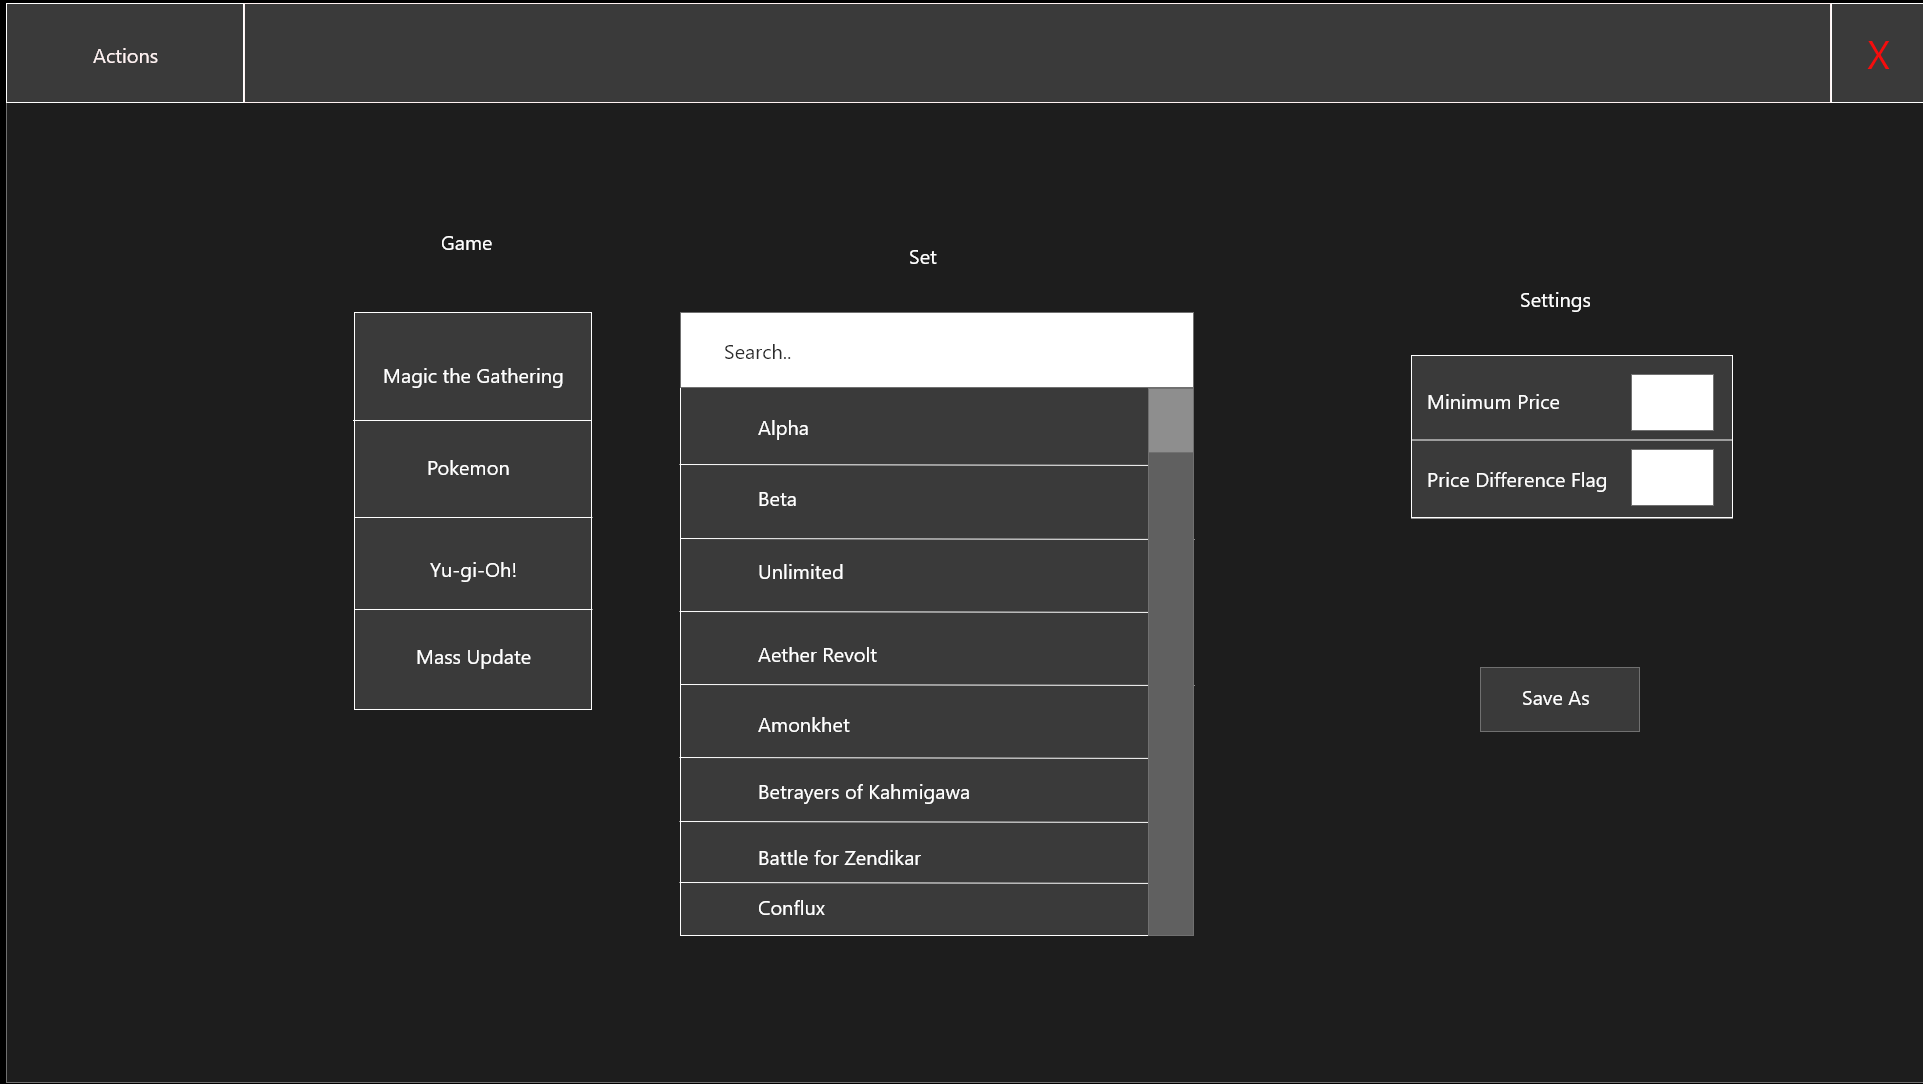 Actions
X
Game
Magic the Gathering
Pokemon
Yu-gi-Oh!
Mass Update
Set
Search..
Alpha
Beta
Unlimited
Aether Revolt
Amonkhet
Betrayers of Kahmigawa
Battle for Zendikar
Conflux
Settings
Minimum Price
Price Difference Flag
Save As